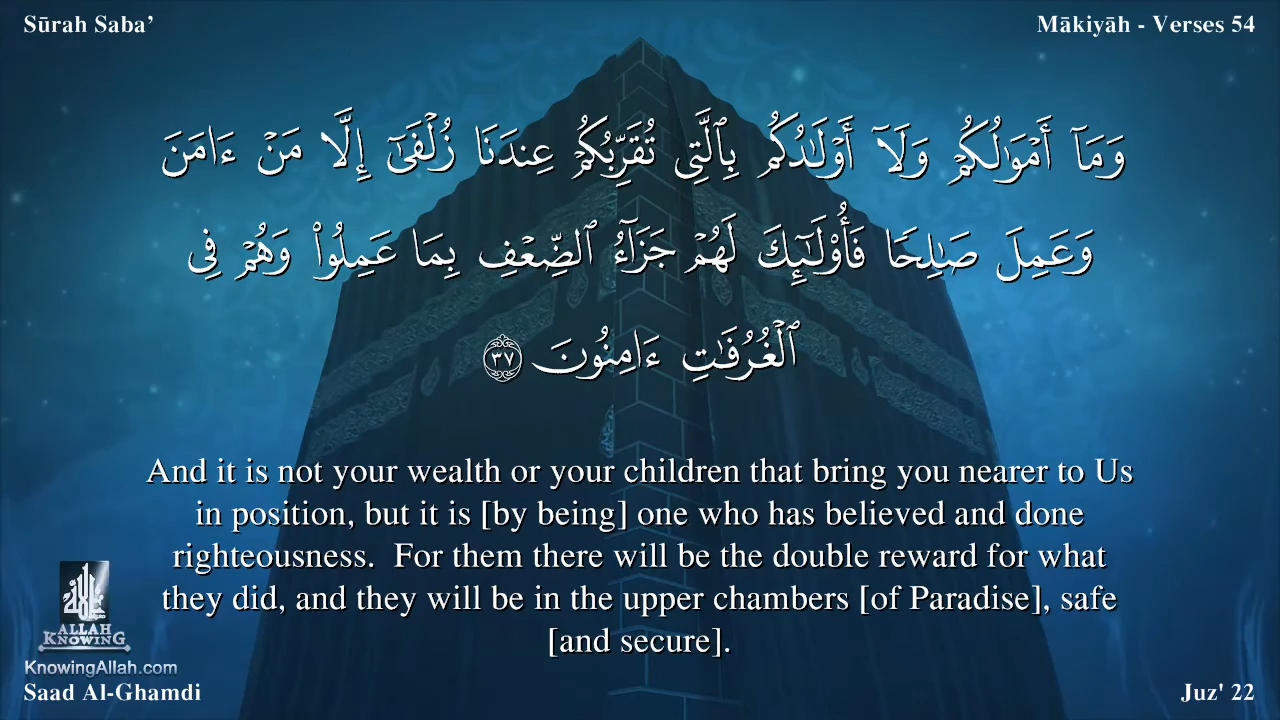 Sūrah Saba’
Mākiyāh - Verses 54
وَمَآ أَمْوَٰلُكُمْ وَلَآ أَوْلَٰدُكُم بِٱلَّتِى تُقَرِّبُكُمْ عِندَنَا زُلْفَىٰٓ إِلَّا مَنْ ءَامَنَ
وَعَمِلَ صَٰلِحًا فَأُو۟لَٰٓئِكَ لَهُمْ جَزَآءُ ٱلضِّعْفِ بِمَا عَمِلُوا۟ وَهُمْ فِى
ٱلْغُرُفَٰتِ ءَامِنُونَ ٣٧
And it is not your wealth or your children that bring you nearer to Us
in position, but it is [by being] one who has believed and done
righteousness.  For them there will be the double reward for what
they did, and they will be in the upper chambers [of Paradise], safe
[and secure].
ALLAH
KNOWING
KnowingAllah.com
Saad Al-Ghamdi
Juz' 22